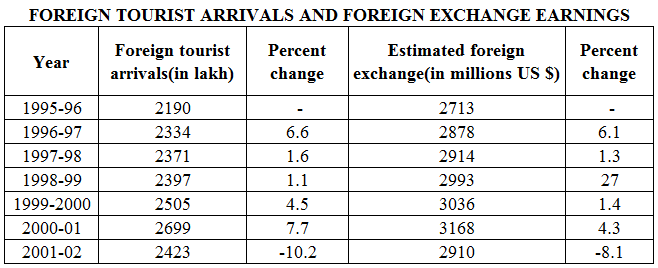 FOREIGN TOURIST ARRIVALS AND FOREIGN EXCHANGE EARNINGS
Year Foreign tourist arrivals(in lakh) Percent change Estimated foreign exchange(in millions US $) Percent change
1995-96 2190 - 2713 -
1996-97 2334 6.6 2878 6.1
1997-98 2371 1.6 2914 1.3
1998-99 2397 1.1 2993 27
1999-2000 2505 4.5 3036 1.4
2000-01 2699 7.7 3168 4.3
2001-02 2423 -10.2 2910 -8.1